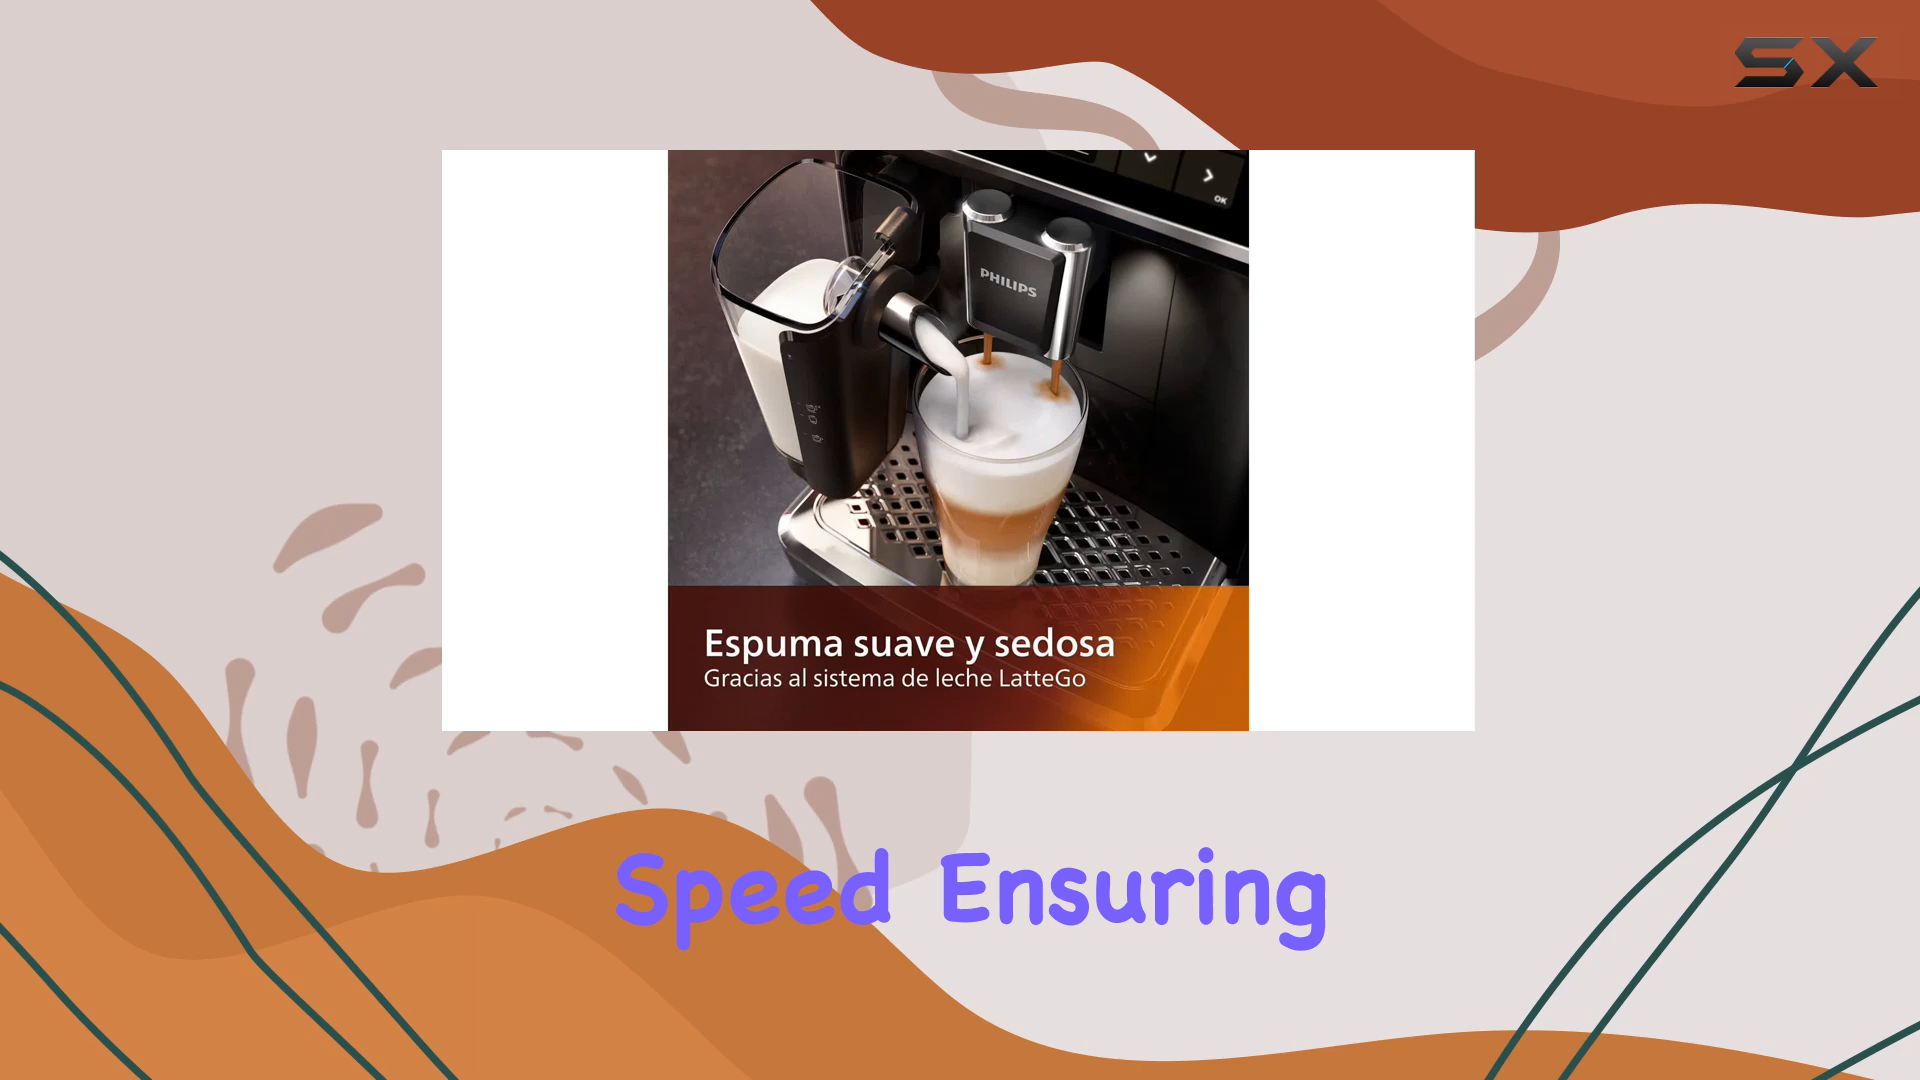 SX
OK
PHILIPS
Espuma suave y sedosa
Gracias al sistema de leche LatteGo
Speed Ensuring